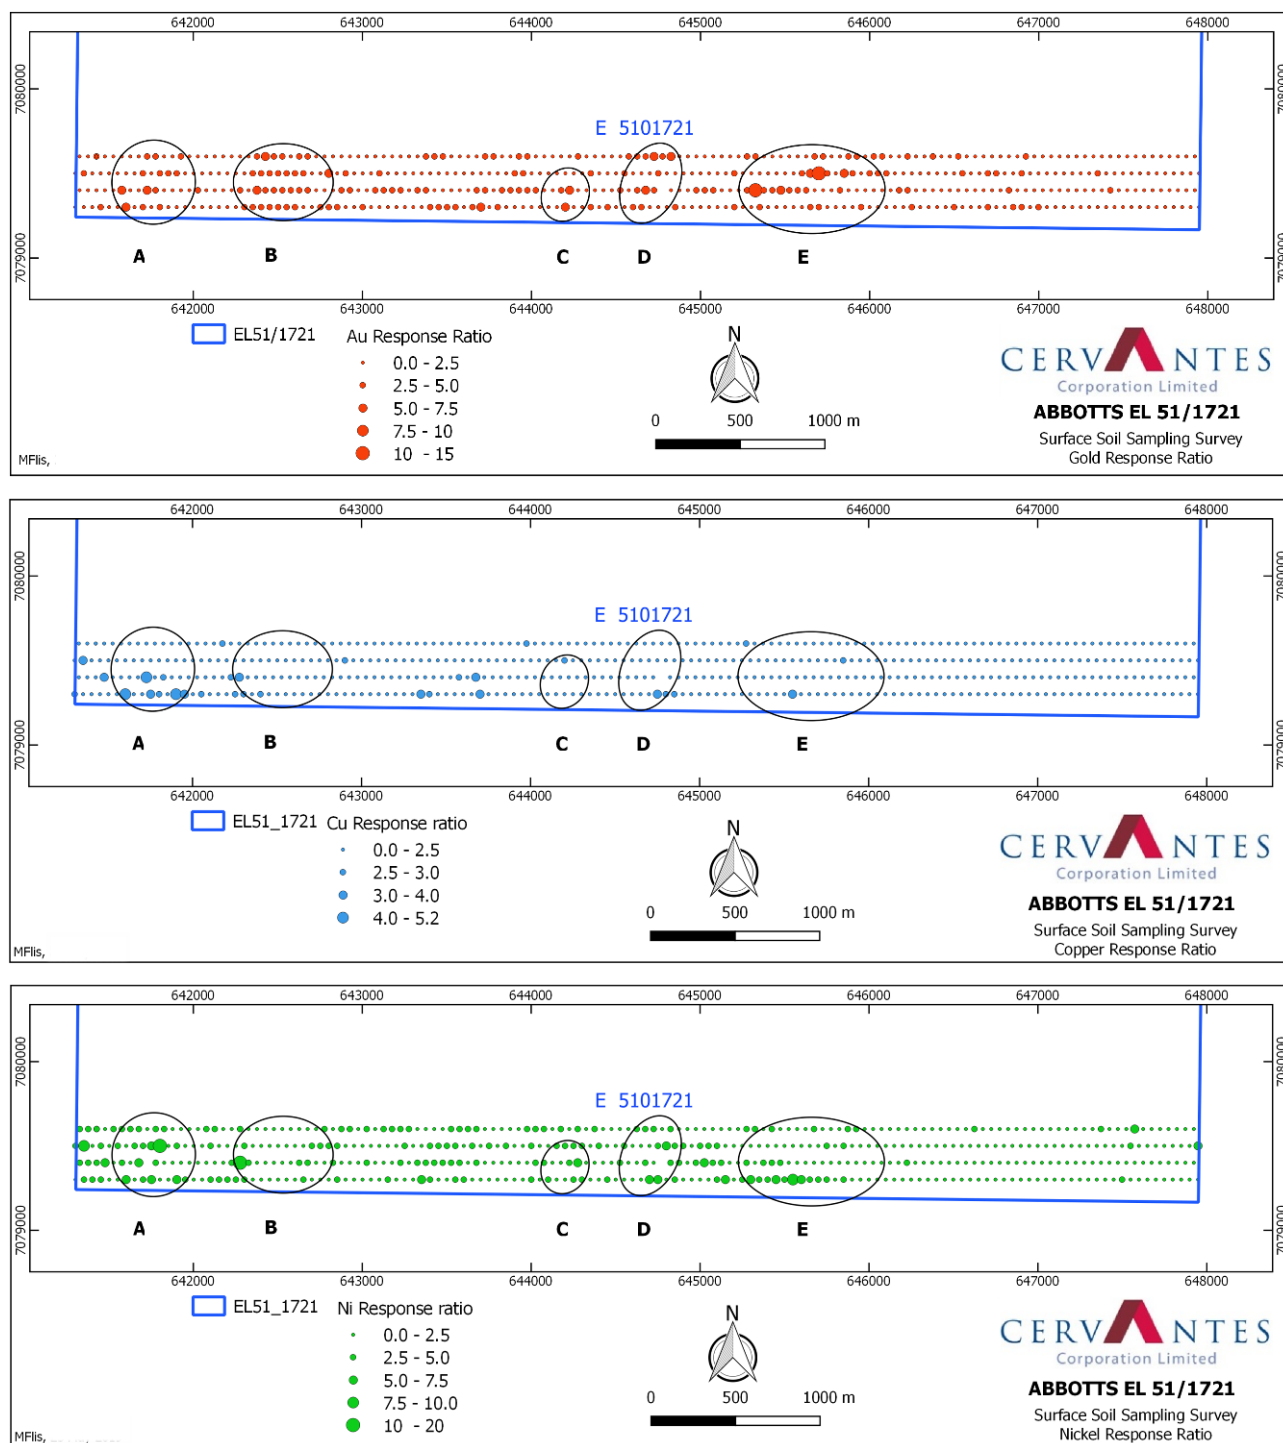 642000 643000 644000 645000 646000 647000 648000
7080000 7080000
E 5101721
7079000 7079000
A B C D E
642000 643000 644000 645000 646000 647000 648000
EL51/1721
Au Response Ratio
0.0 - 2.5
2.5 - 5.0
5.0 - 7.5
7.5 - 10
10 - 15
N
0 500 1000 m
CERVANTES
Corporation Limited
ABBOTTS EL 51/1721
Surface Soil Sampling Survey
Gold Response Ratio
MFlis,
642000 643000 644000 645000 646000 647000 648000
7080000 7080000
E 5101721
7079000 7079000
A B C D E
642000 643000 644000 645000 646000 647000 648000
EL51_1721
Cu Response ratio
0.0 - 2.5
2.5 - 3.0
3.0 - 4.0
4.0 - 5.2
N
0 500 1000 m
CERVANTES
Corporation Limited
ABBOTTS EL 51/1721
Surface Soil Sampling Survey
Copper Response Ratio
MFlis,
642000 643000 644000 645000 646000 647000 648000
7080000 7080000
E 5101721
7079000 7079000
A B C D E
642000 643000 644000 645000 646000 647000 648000
EL51_1721
Ni Response ratio
0.0 - 2.5
2.5 - 5.0
5.0 - 7.5
7.5 - 10.0
10 - 20
N
0 500 1000 m
CERVANTES
Corporation Limited
ABBOTTS EL 51/1721
Surface Soil Sampling Survey
Nickel Response Ratio
MFlis,